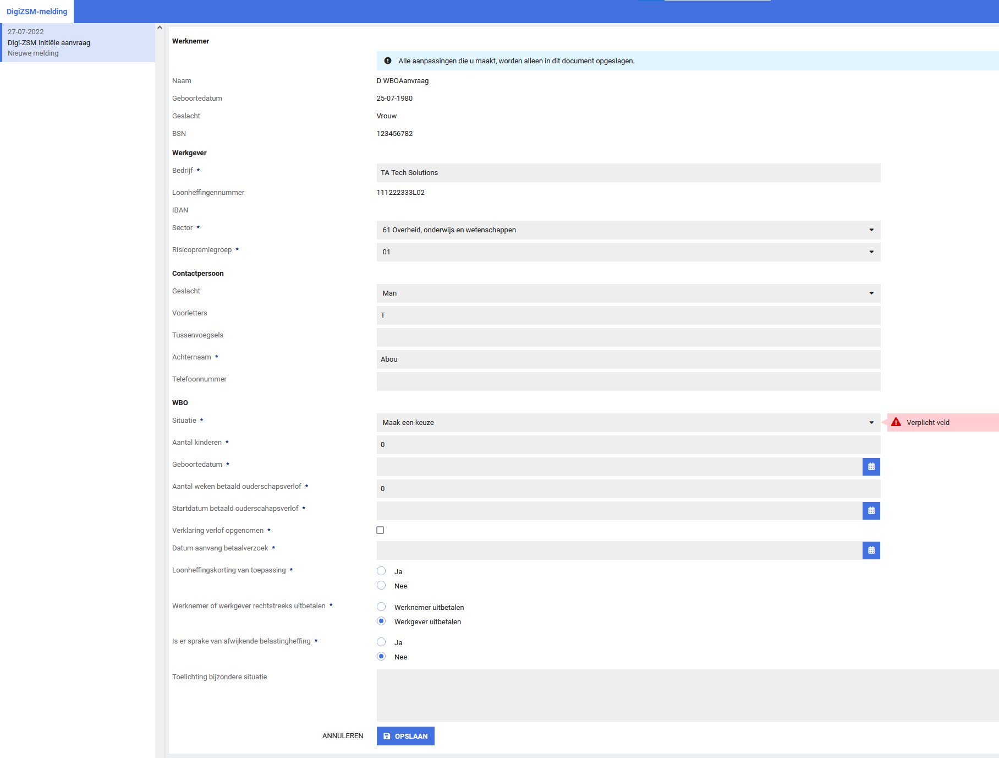 DigiZSM-melding
27-07-2022
Digi-ZSM Initiële aanvraag
Nieuwe melding
Werknemer
Alle aanpassingen die u maakt, worden alleen in dit document opgeslagen.
Naam D WBOAanvraag
Geboortedatum 25-07-1980
Geslacht Vrouw
BSN 123456782
Werkgever
Bedrijf * TA Tech Solutions
Loonheffingennummer 111222333L02
IBAN
Sector * 61 Overheid, onderwijs en wetenschappen
Risicopremiegroep * 01
Contactpersoon
Geslacht Man
Voorletters T
Tussenvoegsels
Achternaam * Abou
Telefoonnummer
WBO
Situatie * Maak een keuze Verplicht veld
Aantal kinderen * 0
Geboortedatum *
Aantal weken betaald ouderschapsverlof * 0
Startdatum betaald ouderscahapsverlof *
Verklaring verlof opgenomen *
Datum aanvang betaalverzoek *
Loonheffingskorting van toepassing * Ja
Nee
Werknemer of werkgever rechtstreeks uitbetalen * Werknemer uitbetalen
Werkgever uitbetalen
Is er sprake van afwijkende belastingheffing * Ja
Nee
Toelichting bijzondere situatie
ANNULEREN OPSLAAN